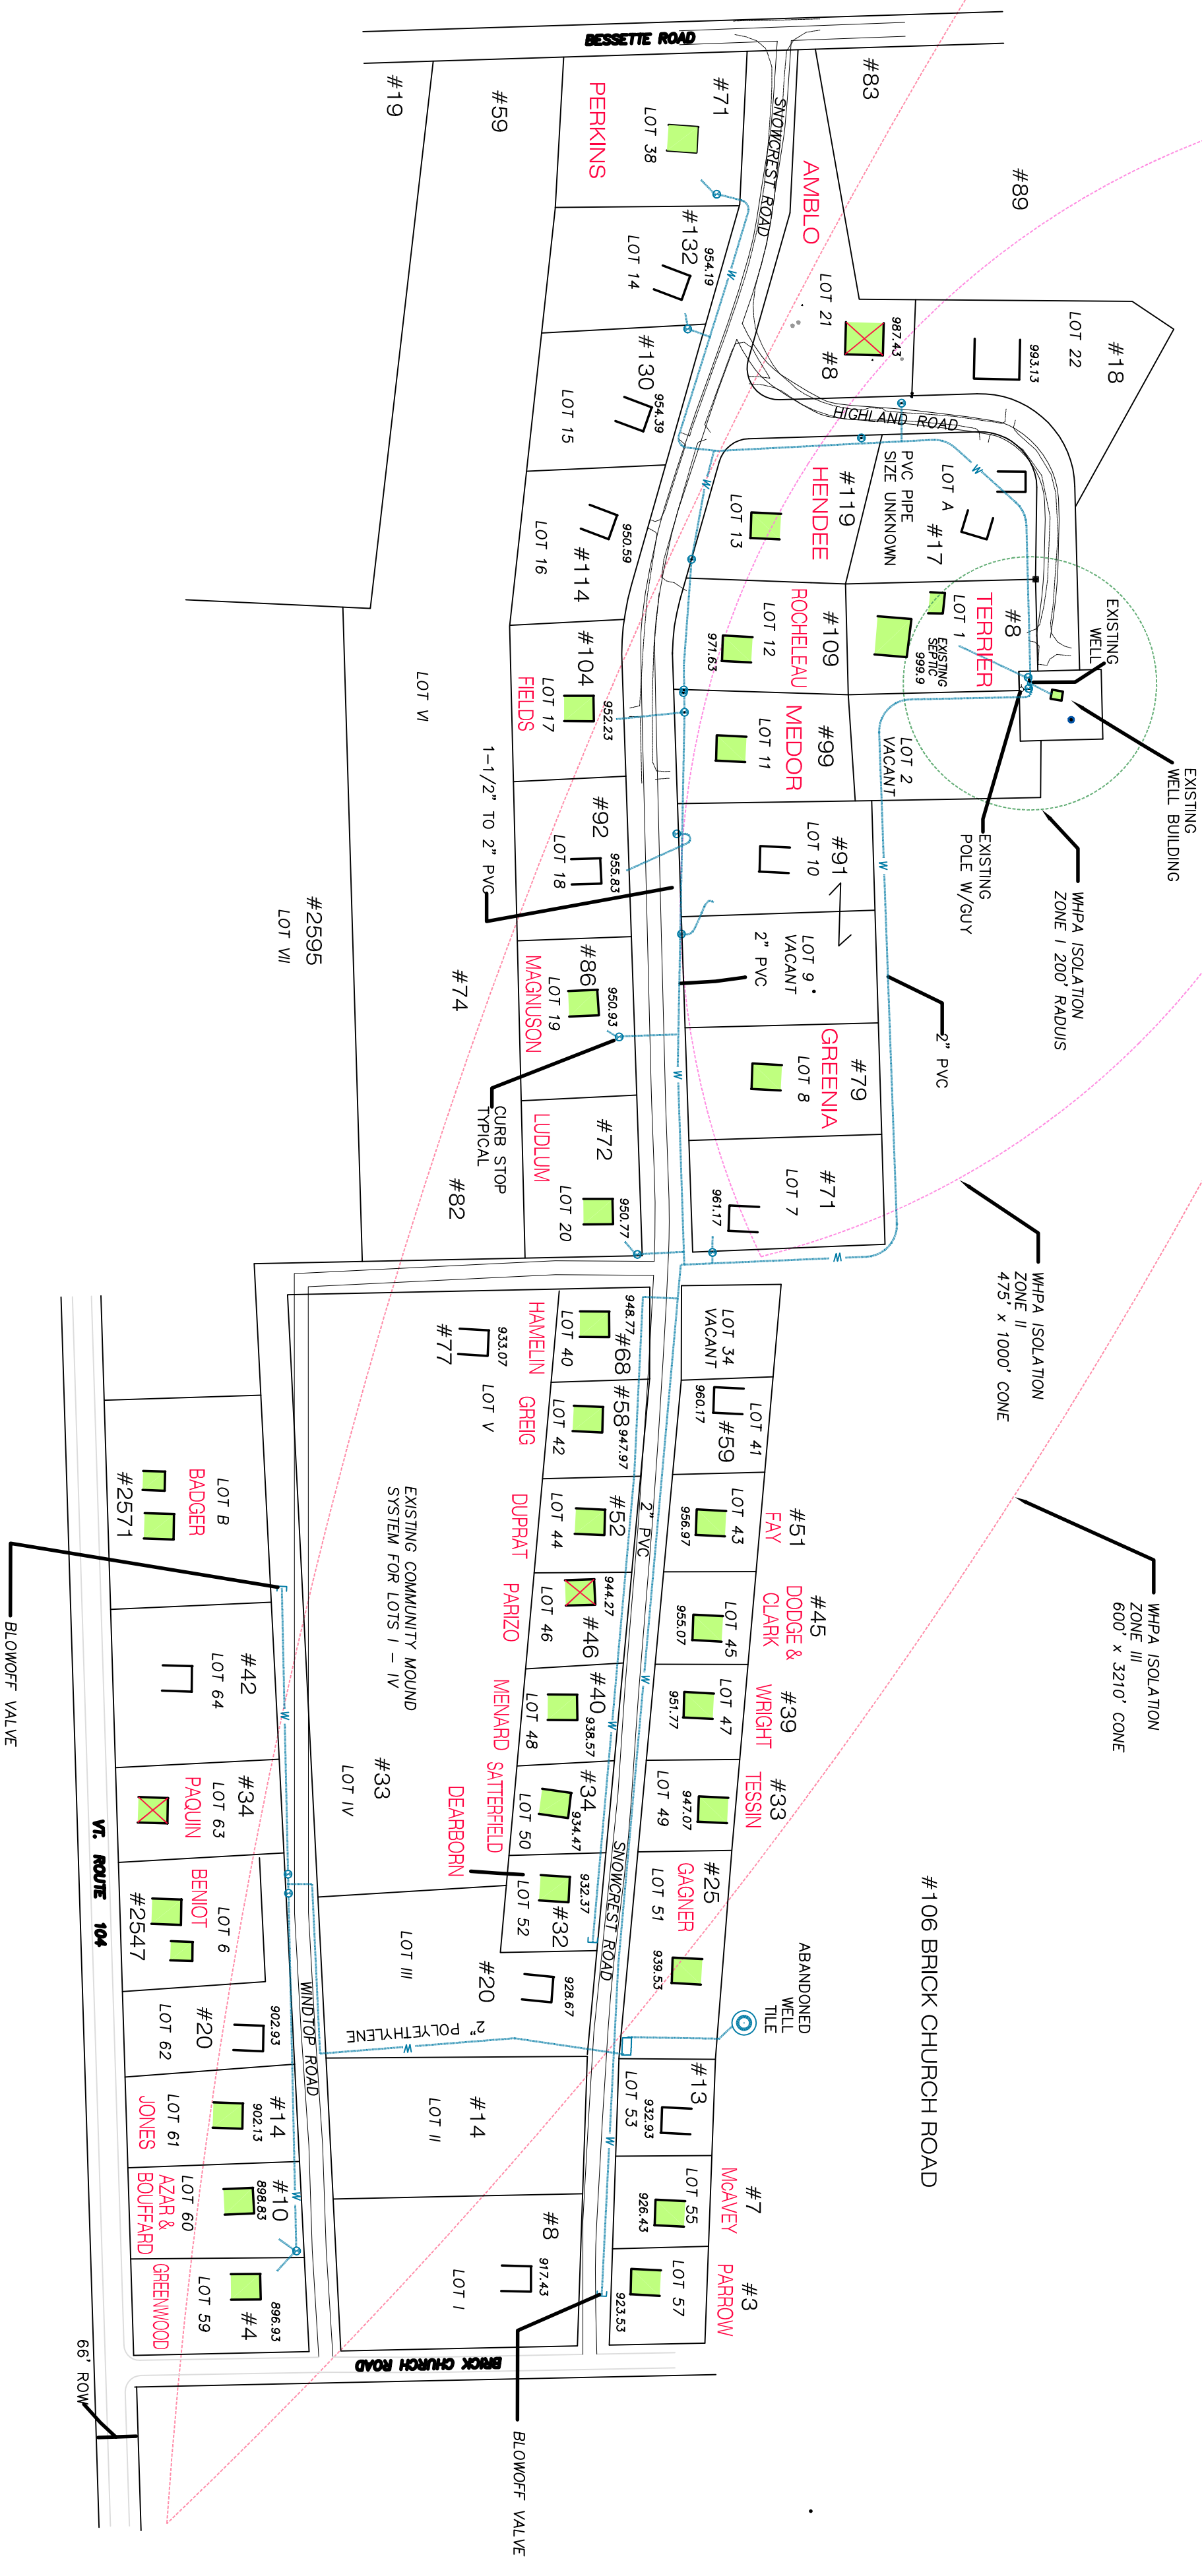 BESSETTE ROAD
#19
#59
#71
LOT 38
PERKINS
SNOWCREST ROAD
#83
AMBLO
#89
#132
954.19
LOT 14
#130
954.39
LOT 15
LOT 21
#8
987.43
LOT 22
#18
993.13
HIGHLAND ROAD
950.59
#114
LOT 16
#119
HENDEE
LOT 13
PVC PIPE
SIZE UNKNOWN
LOT A
#17
W
W
W
#104
LOT 17
FIELDS
952.23
#109
ROCHELEAU
LOT 12
971.63
#8
TERRIER
LOT 1
EXISTING
SEPTIC
999.9
EXISTING
WELL
EXISTING
WELL BUILDING
LOT VI
1-1/2" TO 2" PVC
#92
955.83
LOT 18
#99
MEDOR
LOT 11
LOT 2
VACANT
EXISTING
POLE W/GUY
WHPA ISOLATION
ZONE I 200' RADUIS
W
#91
LOT 10
#2595
LOT VII
#74
#86
950.93
LOT 19
MAGNUSON
LOT 9
VACANT
2" PVC
2" PVC
#79
GREENIA
LOT 8
W
CURB STOP
TYPICAL
#82
#72
LUDLUM
LOT 20
950.77
#71
LOT 7
961.17
W
WHPA ISOLATION
ZONE II
475' x 1000' CONE
HAMELIN
LOT 40
948.77
#68
933.07
#77
LOT V
LOT 34
VACANT
GREIG
LOT 42
#58
947.97
LOT 41
#59
960.17
LOT B
BADGER
#2571
EXISTING COMMUNITY MOUND
SYSTEM FOR LOTS I - IV
DUPRAT
LOT 44
#52
2" PVC
LOT 43
956.97
#51
FAY
PARIZO
LOT 46
944.27
#46
LOT 45
955.07
#45
DODGE &
CLARK
W
WHPA ISOLATION
ZONE III
600' x 3210' CONE
BLOWOFF VALVE
#42
LOT 64
W
MENARD
LOT 48
#40
938.57
W
LOT 47
951.77
#39
WRIGHT
#34
LOT 63
PAQUIN
#33
LOT IV
SATTERFIELD
LOT 50
#34
934.47
LOT 49
947.07
#33
TESSIN
VT. ROUTE 104
BENIOT
LOT 6
#2547
DEARBORN
LOT 52
932.37
#32
SNOWCREST ROAD
#25
GAGNER
LOT 51
939.53
#106 BRICK CHURCH ROAD
LOT III
#20
928.67
ABANDONED
WELL
TILE
WINDTOP ROAD
2" POLYETHYLENE
W
#20
902.93
LOT 62
#14
902.13
LOT 61
JONES
#14
LOT II
#13
932.93
LOT 53
W
#10
898.83
LOT 60
AZAR &
BOUFFARD
W
#7
McAVEY
LOT 55
926.43
GREENWOOD
LOT 59
#4
896.93
#8
917.43
LOT I
#3
PARROW
LOT 57
923.53
BRICK CHURCH ROAD
66' ROW
BLOWOFF VALVE